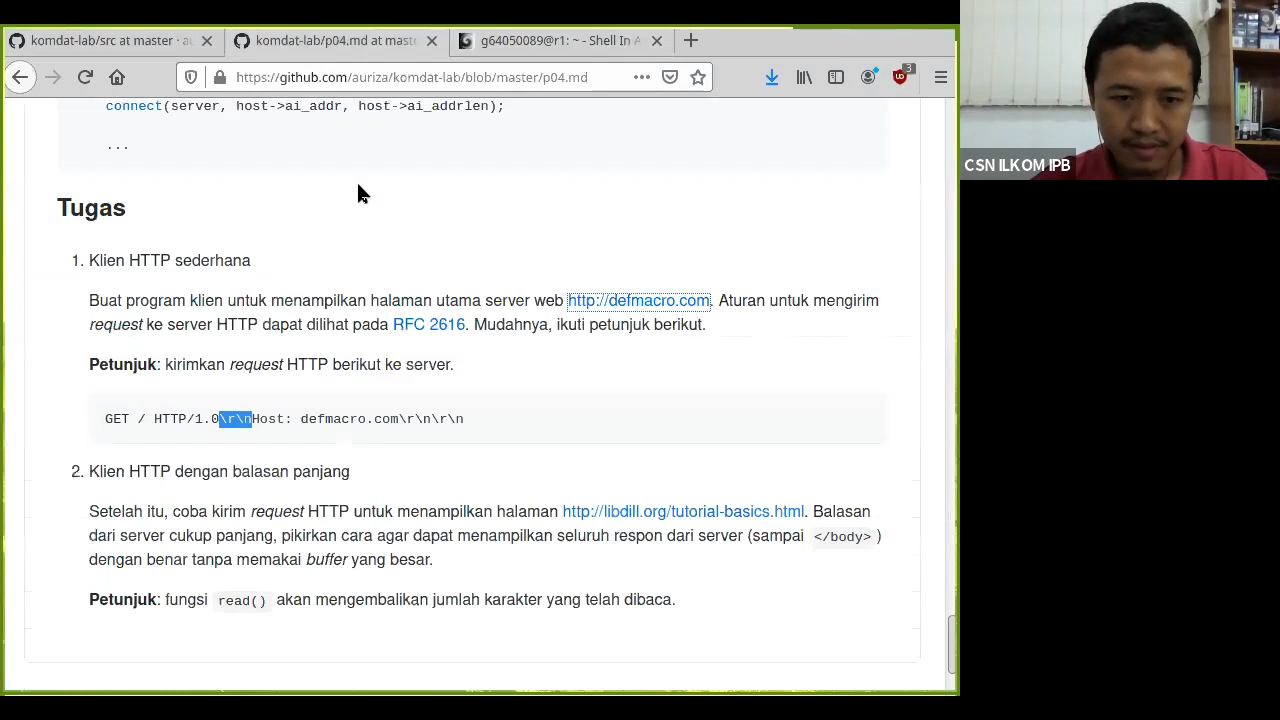 komdat-lab/src at master · au
komdat-lab/p04.md at maste
g64050089@r1: ~ - Shell In A
https://github.com/auriza/komdat-lab/blob/master/p04.md
3
connect(server, host->ai_addr, host->ai_addrlen);
...
CSN ILKOM IPB
Tugas
1. Klien HTTP sederhana
Buat program klien untuk menampilkan halaman utama server web http://defmacro.com. Aturan untuk mengirim
request ke server HTTP dapat dilihat pada RFC 2616. Mudahnya, ikuti petunjuk berikut.
Petunjuk: kirimkan request HTTP berikut ke server.
GET / HTTP/1.0\r\nHost: defmacro.com\r\n\r\n
2. Klien HTTP dengan balasan panjang
Setelah itu, coba kirim request HTTP untuk menampilkan halaman http://libdill.org/tutorial-basics.html. Balasan
dari server cukup panjang, pikirkan cara agar dapat menampilkan seluruh respon dari server (sampai </body> )
dengan benar tanpa memakai buffer yang besar.
Petunjuk: fungsi read() akan mengembalikan jumlah karakter yang telah dibaca.